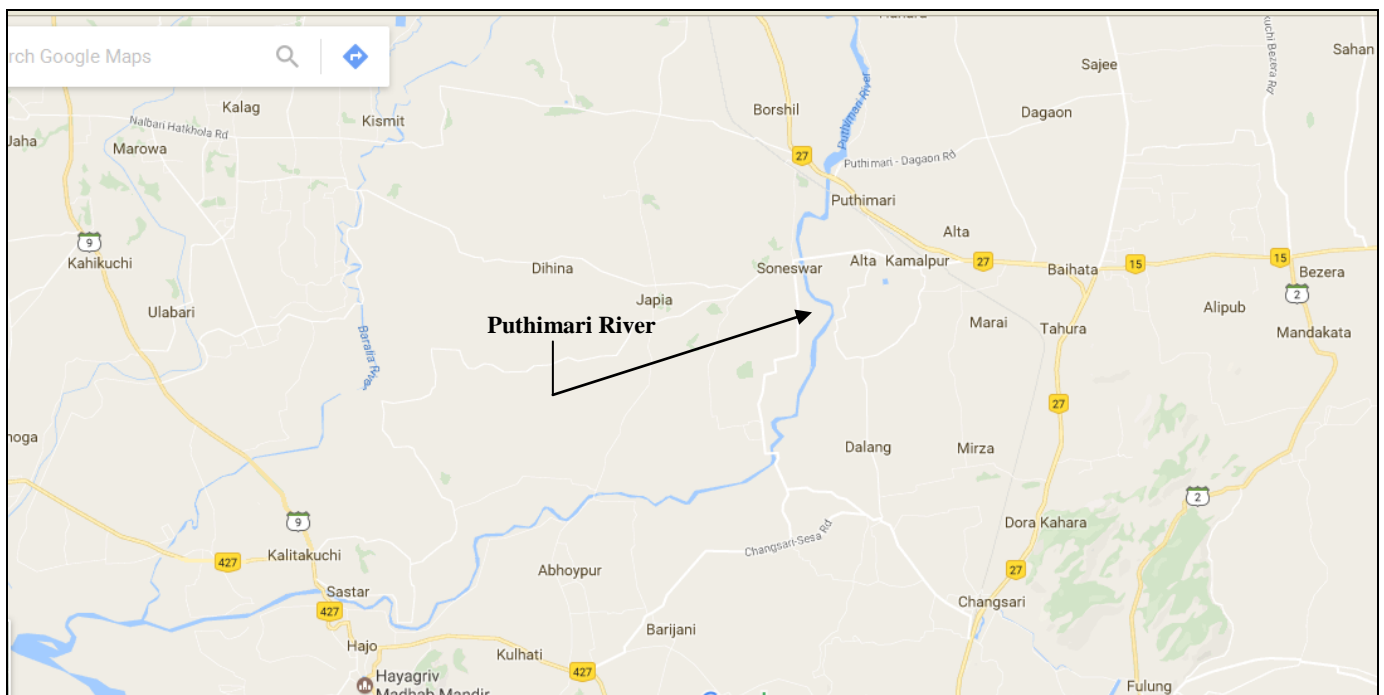 rch Google Maps
Kalag
Nalbari Hatkhola Rd
Kismit
Jaha
Marowa
Borshil
Puthimari River
Sajee
Sahan
uchi Bezera Rd
Dagaon
27
Puthimari - Dagaon Rd
Puthimari
9
Kahikuchi
Alta
Dihina
Soneswar
Alta
Kamalpur
27
Baihata
15
15
Bezera
2
Ulabari
Japia
Puthimari River
Marai
Tahura
Alipub
Mandakata
Baralia River
27
noga
Dalang
Mirza
2
9
Dora Kahara
Changsari-Sesa Rd
427
Kalitakuchi
Abhoypur
27
Sastar
427
Changsari
Hajo
Barijani
Kulhati
427
Hayagriv
Madhab Mandir
Fulung